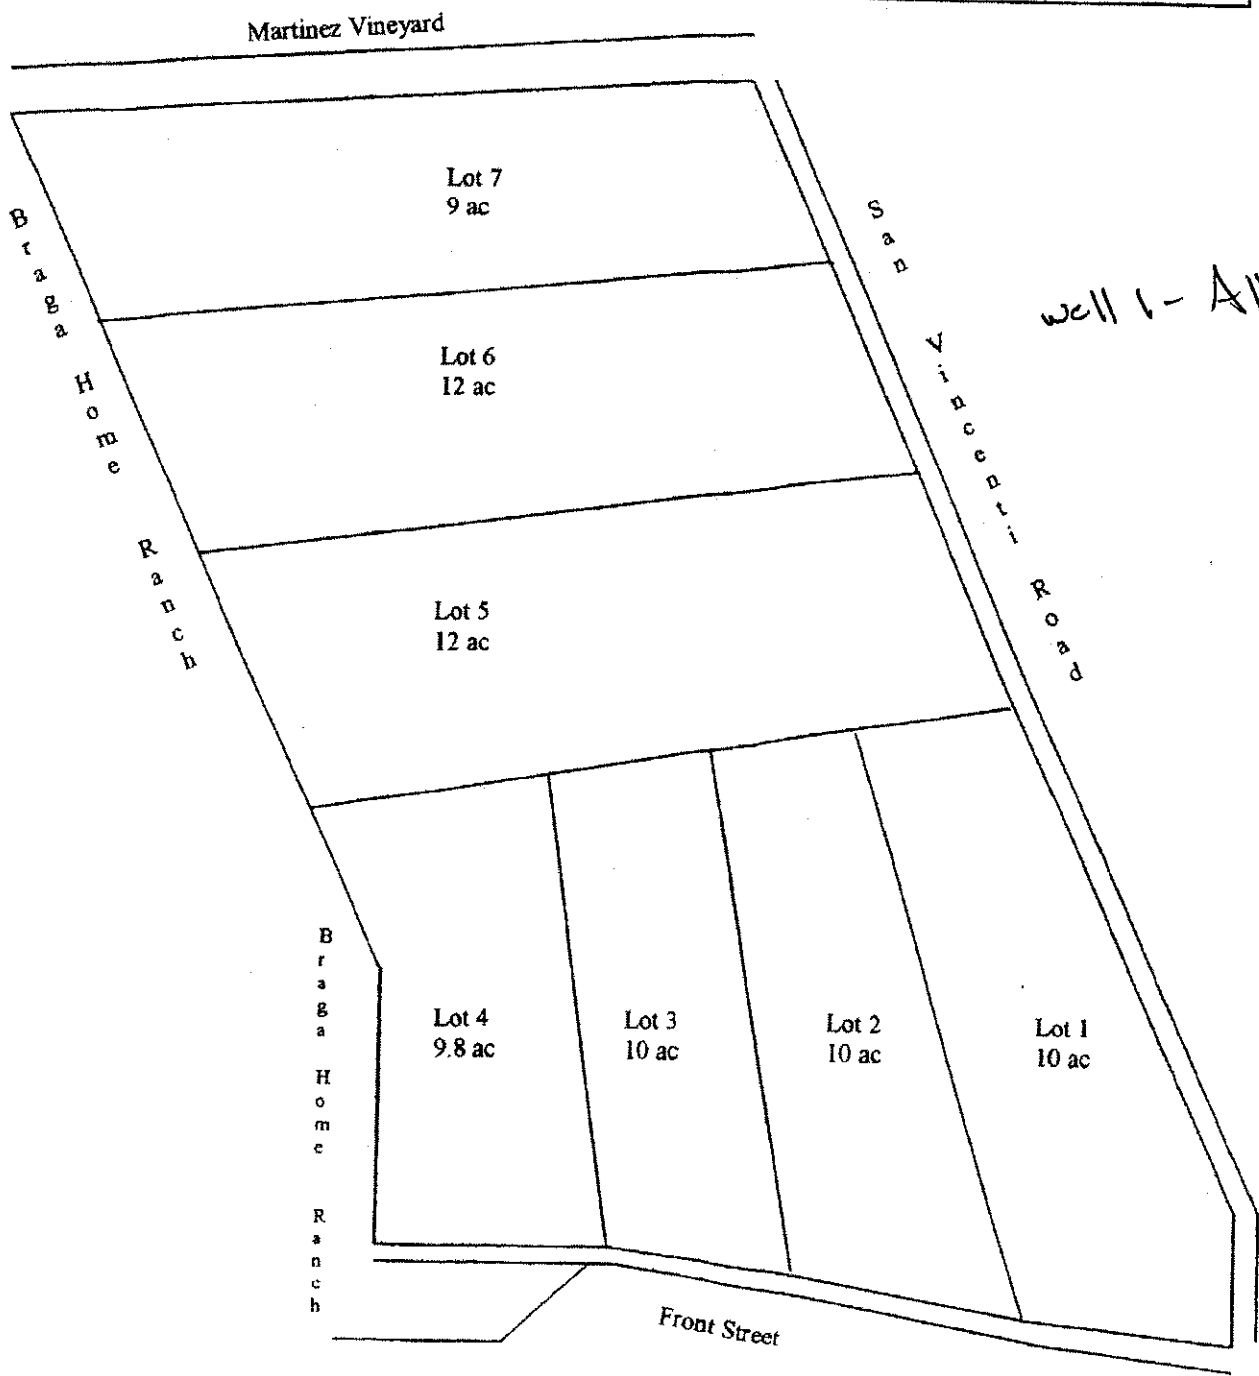 Martinez Vineyard
Lot 7
9 ac
Braga Home Ranch
San Vincenti Road
well 1 - All
Lot 6
12 ac
Lot 5
12 ac
Braga Home Ranch
Lot 4
9.8 ac
Lot 3
10 ac
Lot 2
10 ac
Lot 1
10 ac
Front Street